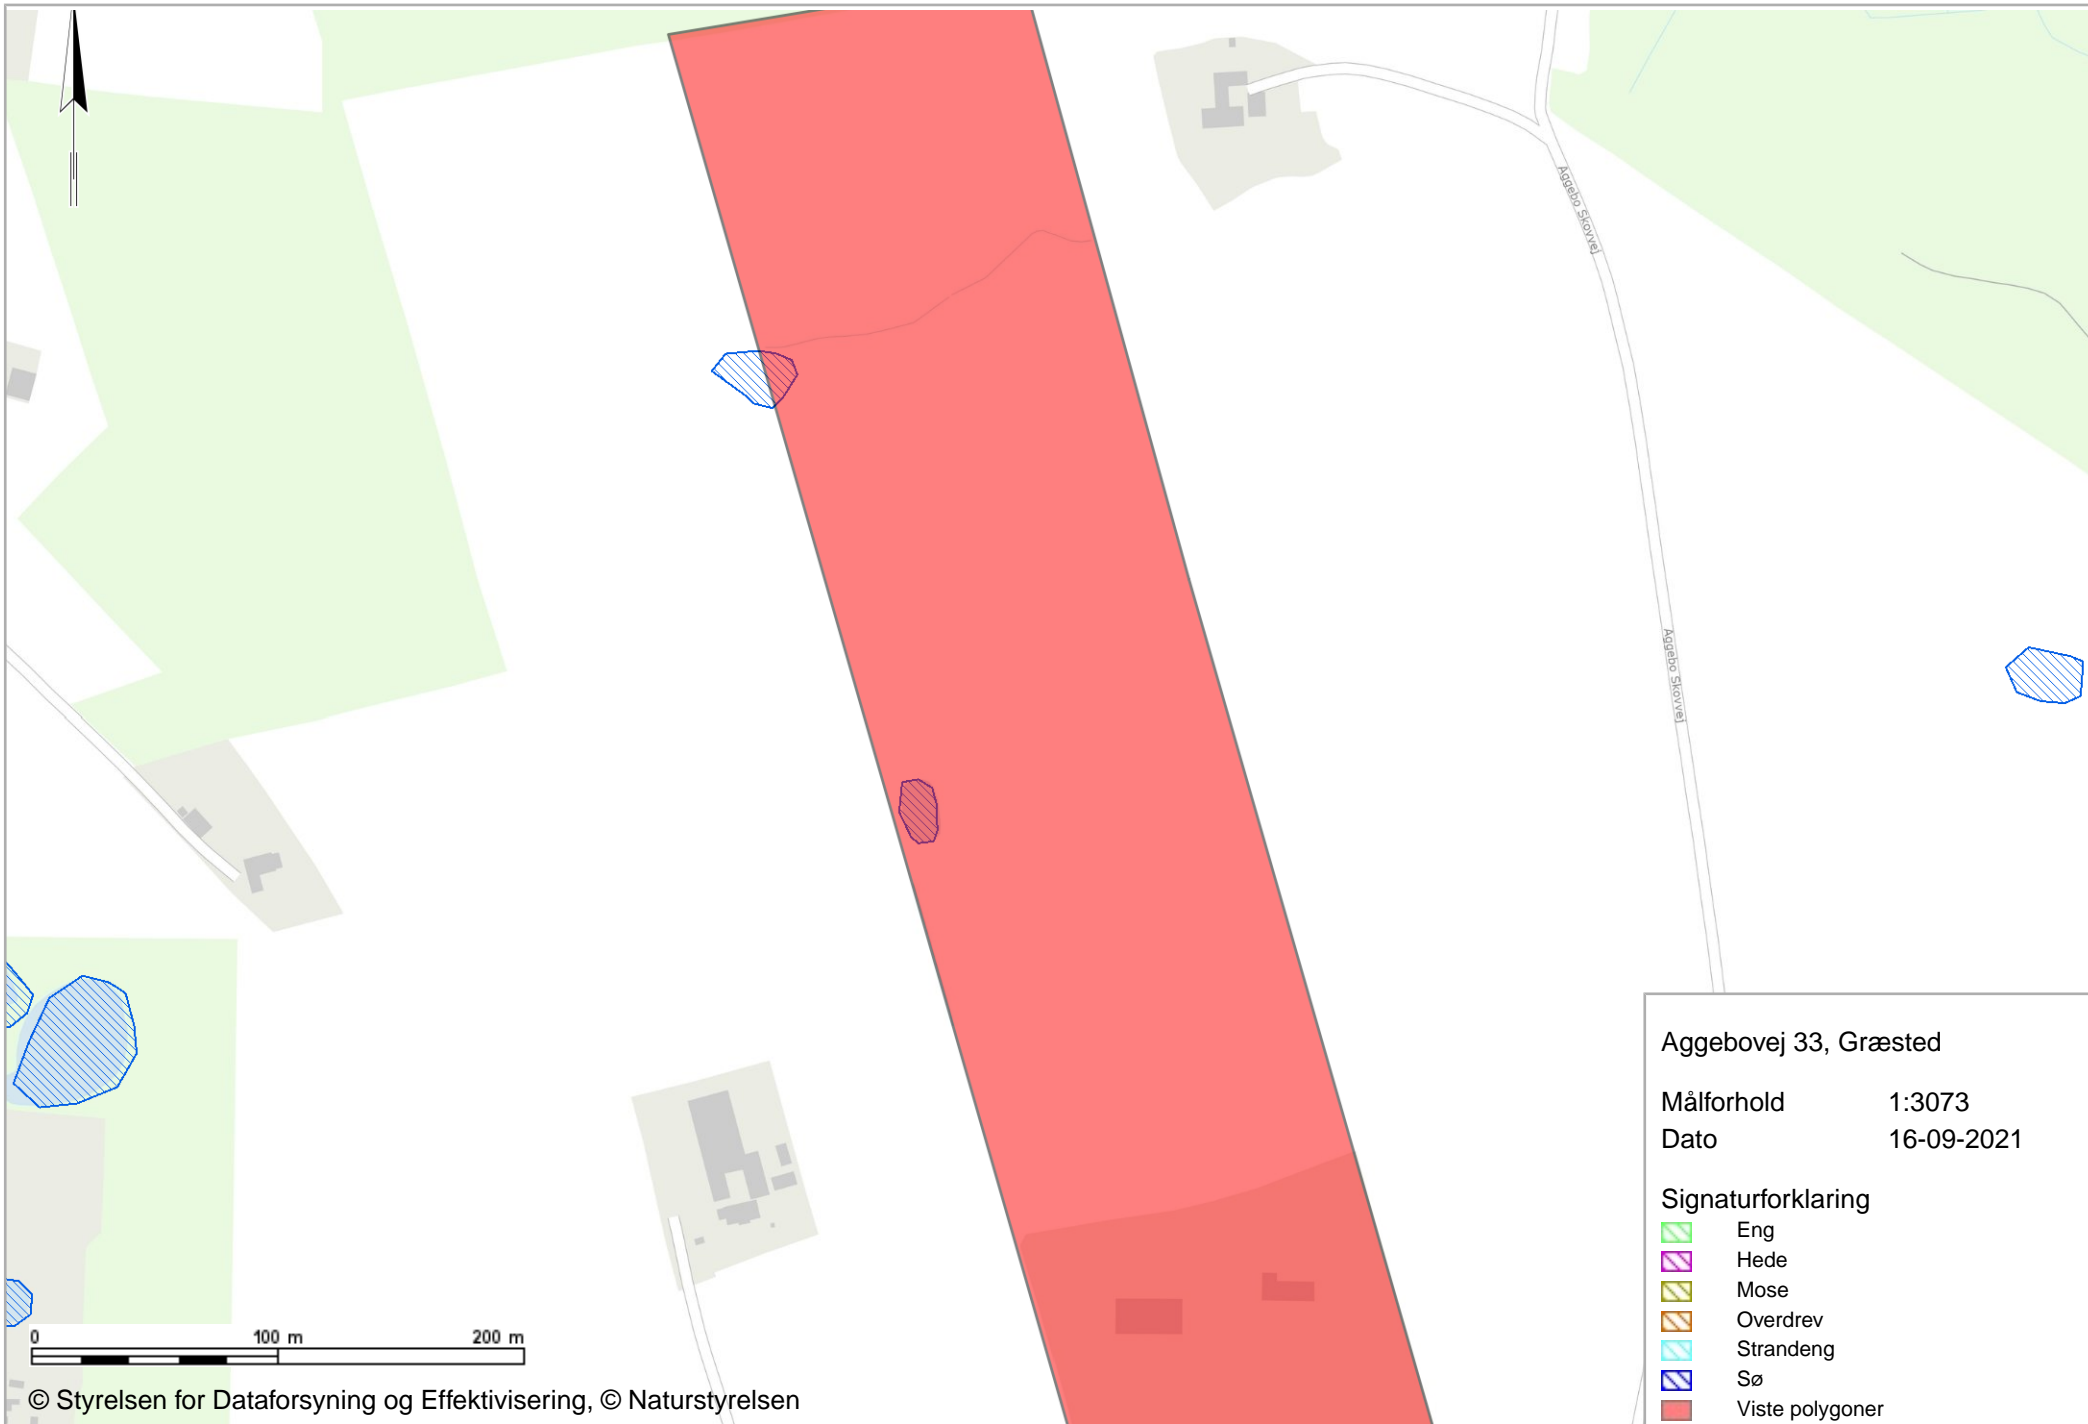 Aggebo Skovvej
Aggebo Skovvej
Aggebovej 33, Græsted
Målforhold 1:3073
Dato 16-09-2021
Signaturforklaring
Eng
Hede
Mose
Overdrev
Strandeng
Sø
Viste polygoner
0 100 m 200 m
© Styrelsen for Dataforsyning og Effektivisering, © Naturstyrelsen